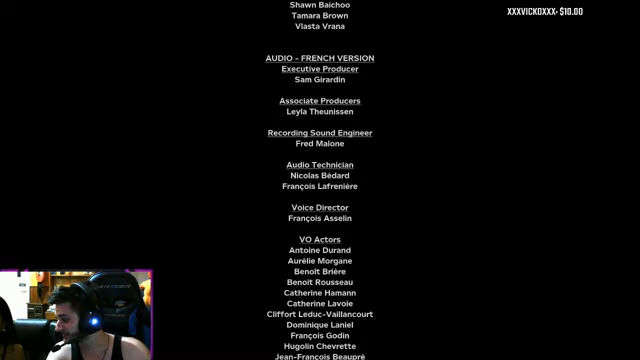 Shawn Baichoo
Tamara Brown
Vlasta Vrana
XXXVICKOXXX: $10.00
AUDIO - FRENCH VERSION
Executive Producer
Sam Girardin
Associate Producers
Leyla Theunissen
Recording Sound Engineer
Fred Malone
Audio Technician
Nicolas Bédard
François Lafrenière
Voice Director
François Asselin
VO Actors
Antoine Durand
Aurélie Morgane
Benoît Brière
Benoit Rousseau
Catherine Hamann
Catherine Lavoie
Cliffort Leduc-Vaillancourt
Dominique Laniel
François Godin
Hugolin Chevrette
Jean-François Beaupré